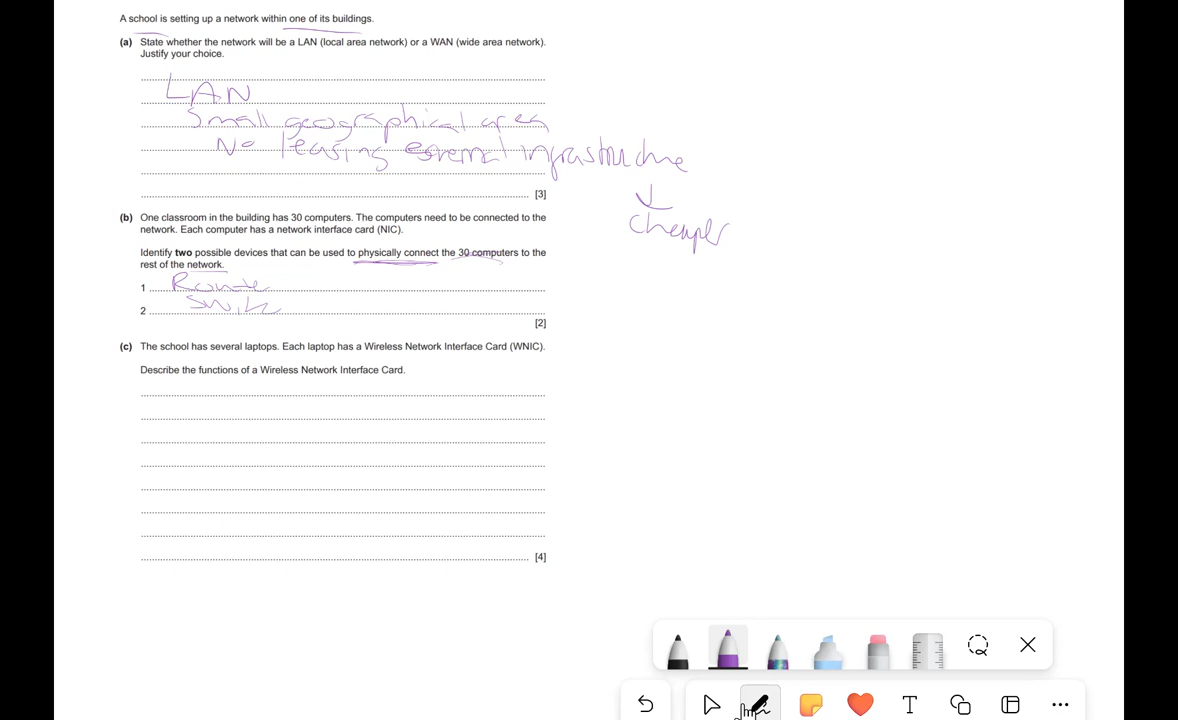 A school is setting up a network within one of its buildings.
(a) State whether the network will be a LAN (local area network) or a WAN (wide area network).
Justify your choice.
LAN
Small geographical area
No leasing external infrastructure
cheaper
[3]
(b) One classroom in the building has 30 computers. The computers need to be connected to the
network. Each computer has a network interface card (NIC).
Identify two possible devices that can be used to physically connect the 30 computers to the
rest of the network.
1 Router
2 Switch
[2]
(c) The school has several laptops. Each laptop has a Wireless Network Interface Card (WNIC).
Describe the functions of a Wireless Network Interface Card.
[4]